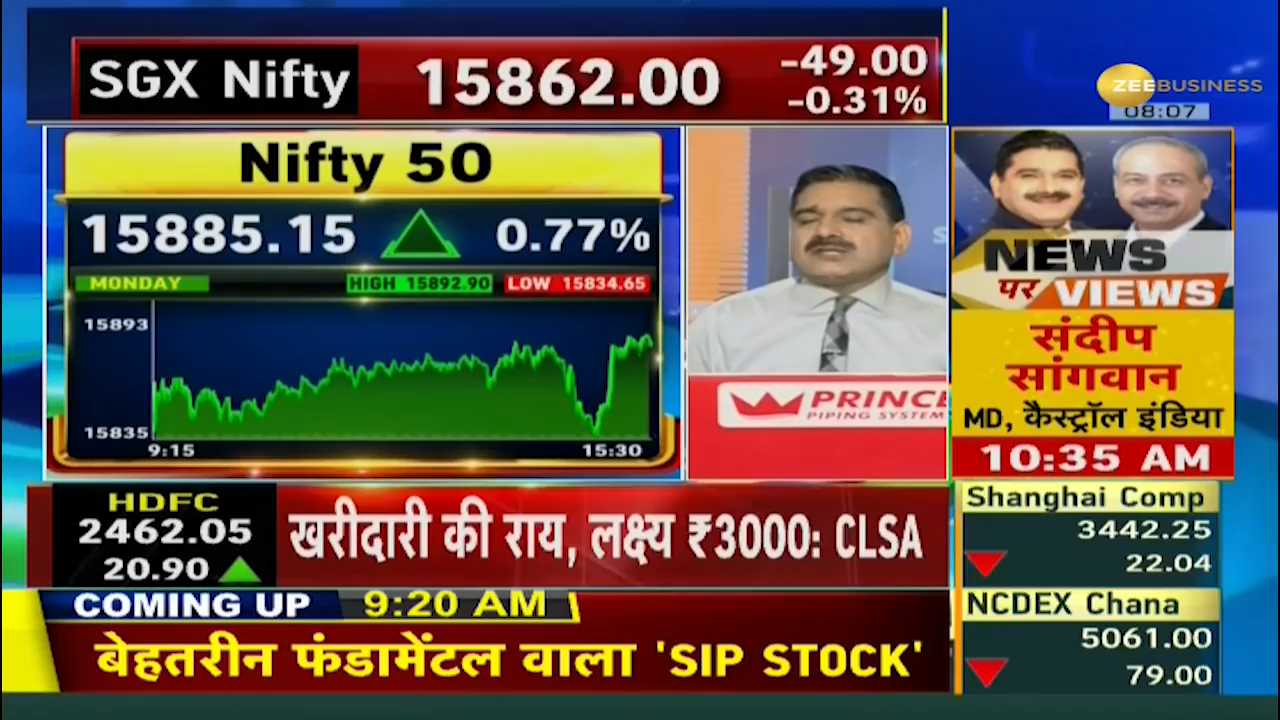 SGX Nifty 15862.00 -49.00
-0.31%
ZEEBUSINESS
08:07
Nifty 50
15885.15 0.77%
MONDAY HIGH 15892.90 LOW 15834.65
15893
15835
9:15 15:30
PRINCE
PIPING SYSTEM
NEWS
पर VIEWS
संदीप
सांगवान
MD, कैस्ट्रॉल इंडिया
10:35 AM
HDFC
2462.05
20.90
खरीदारी की राय, लक्ष्य ₹3000: CLSA
Shanghai Comp
3442.25
22.04
NCDEX Chana
5061.00
79.00
COMING UP 9:20 AM
बेहतरीन फंडामेंटल वाला 'SIP STOCK'